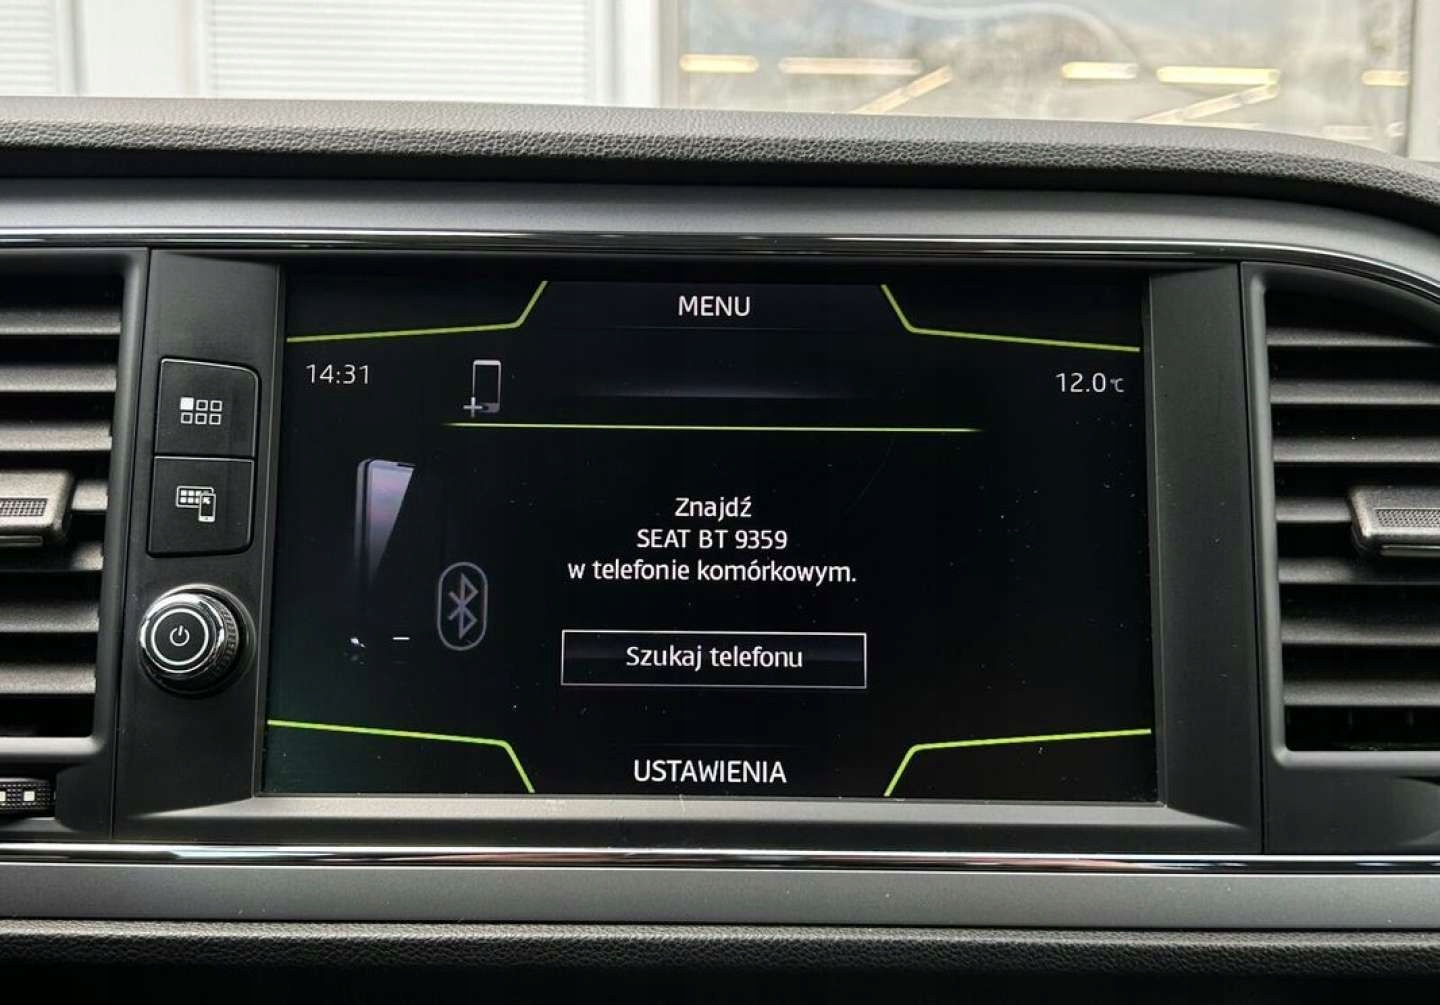 MENU
14:31
12.0°C
Znajdź
SEAT BT 9359
w telefonie komórkowym.
Szukaj telefonu
USTAWIENIA